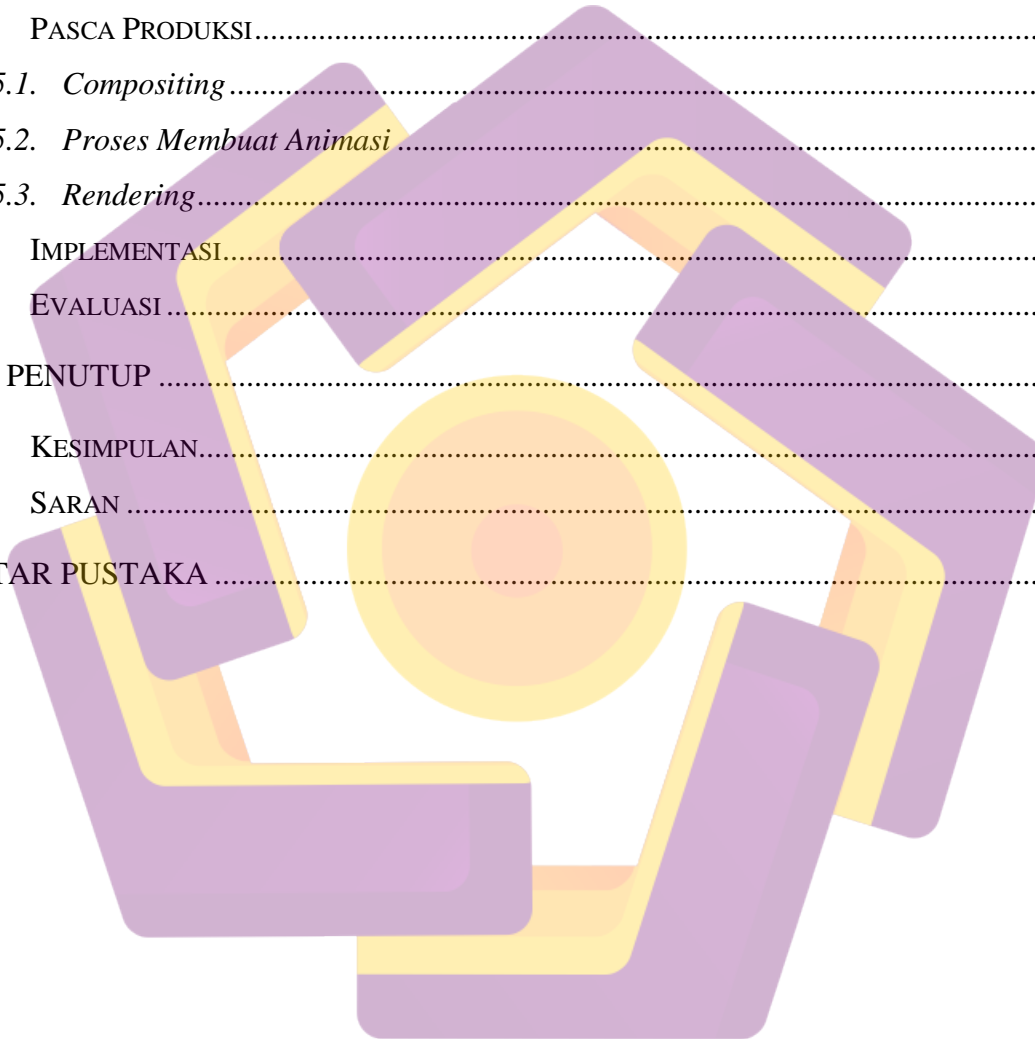 PASCA PRODUKSI....................................................................................................
5.1. Compositing....................................................................................................
5.2. Proses Membuat Animasi................................................................................
5.3. Rendering........................................................................................................
IMPLEMENTASI........................................................................................................
EVALUASI................................................................................................................
PENUTUP.................................................................................................................
KESIMPULAN..........................................................................................................
SARAN.....................................................................................................................
TAR PUSTAKA.........................................................................................................